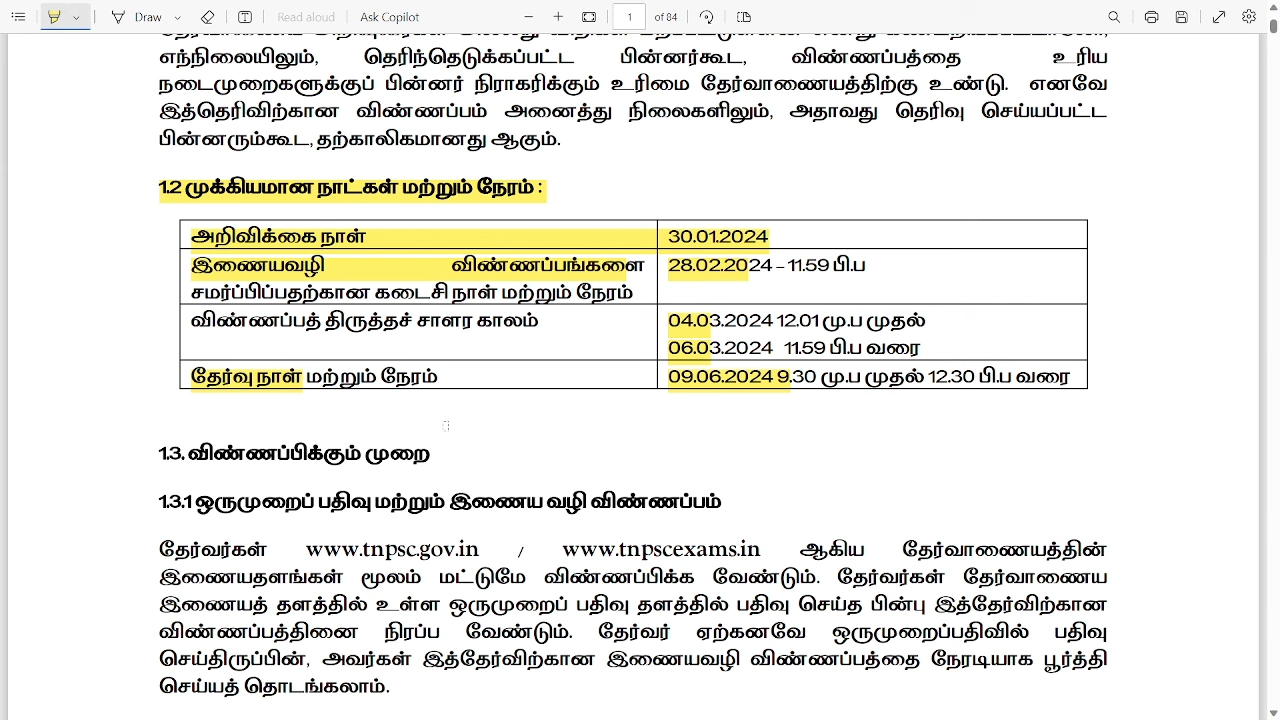 Draw
Read aloud
Ask Copilot
1
of 84
எந்நிலையிலும், தெரிந்தெடுக்கப்பட்ட பின்னர்கூட, விண்ணப்பத்தை உரிய
நடைமுறைகளுக்குப் பின்னர் நிராகரிக்கும் உரிமை தேர்வாணையத்திற்கு உண்டு. எனவே
இத்தெரிவிற்கான விண்ணப்பம் அனைத்து நிலைகளிலும், அதாவது தெரிவு செய்யப்பட்ட
பின்னரும்கூட, தற்காலிகமானது ஆகும்.
1.2 முக்கியமான நாட்கள் மற்றும் நேரம் :
அறிவிக்கை நாள் 30.01.2024
இணையவழி விண்ணப்பங்களை 28.02.2024 – 11.59 பி.ப
சமர்ப்பிப்பதற்கான கடைசி நாள் மற்றும் நேரம்
விண்ணப்பத் திருத்தச் சாளர காலம் 04.03.2024 12.01 மு.ப முதல்
06.03.2024 11.59 பி.ப வரை
தேர்வு நாள் மற்றும் நேரம் 09.06.2024 9.30 மு.ப முதல் 12.30 பி.ப வரை
1.3. விண்ணப்பிக்கும் முறை
1.3.1 ஒருமுறைப் பதிவு மற்றும் இணைய வழி விண்ணப்பம்
தேர்வர்கள் www.tnpsc.gov.in / www.tnpscexams.in ஆகிய தேர்வாணையத்தின்
இணையதளங்கள் மூலம் மட்டுமே விண்ணப்பிக்க வேண்டும். தேர்வர்கள் தேர்வாணைய
இணையத் தளத்தில் உள்ள ஒருமுறைப் பதிவு தளத்தில் பதிவு செய்த பின்பு இத்தேர்விற்கான
விண்ணப்பத்தினை நிரப்ப வேண்டும். தேர்வர் ஏற்கனவே ஒருமுறைப்பதிவில் பதிவு
செய்திருப்பின், அவர்கள் இத்தேர்விற்கான இணையவழி விண்ணப்பத்தை நேரடியாக பூர்த்தி
செய்யத் தொடங்கலாம்.